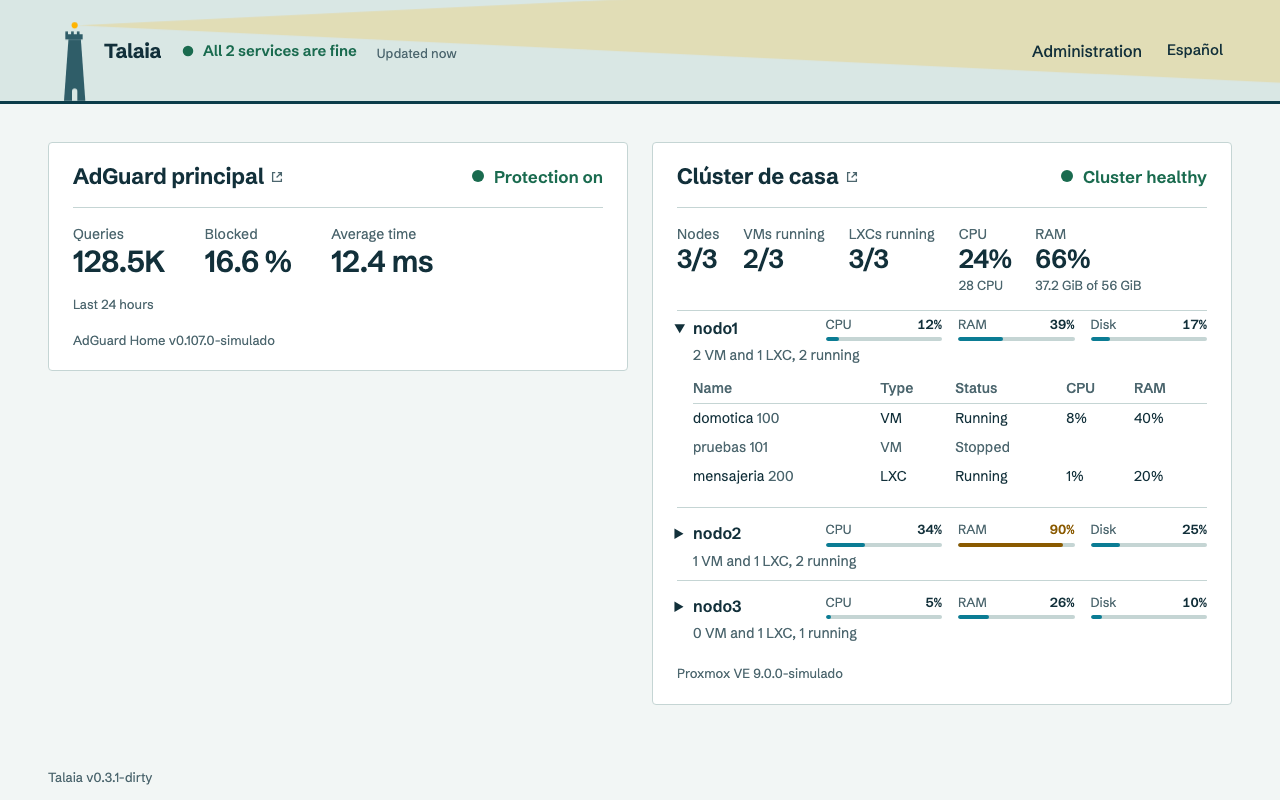 Talaia
All 2 services are fine
Updated now
Administration
Español
AdGuard principal
Protection on
Queries
Blocked
Average time
128.5K
16.6 %
12.4 ms
Last 24 hours
AdGuard Home v0.107.0-simulado
Clúster de casa
Cluster healthy
Nodes
VMs running
LXCs running
CPU
RAM
3/3
2/3
3/3
24%
66%
28 CPU
37.2 GiB of 56 GiB
nodo1
CPU 12%
RAM 39%
Disk 17%
2 VM and 1 LXC, 2 running
Name Type Status CPU RAM
domotica 100 VM Running 8% 40%
pruebas 101 VM Stopped
mensajeria 200 LXC Running 1% 20%
nodo2
CPU 34%
RAM 90%
Disk 25%
1 VM and 1 LXC, 2 running
nodo3
CPU 5%
RAM 26%
Disk 10%
0 VM and 1 LXC, 1 running
Proxmox VE 9.0.0-simulado
Talaia v0.3.1-dirty